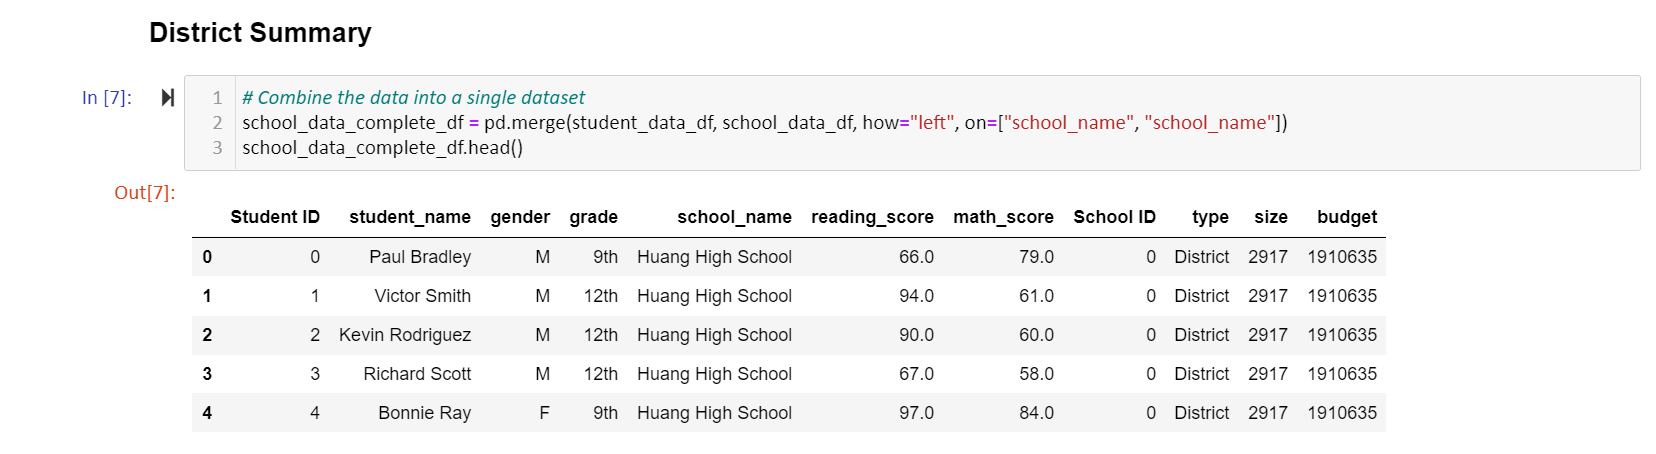 District Summary
In [7]:
1 # Combine the data into a single dataset
2 school_data_complete_df = pd.merge(student_data_df, school_data_df, how="left", on=["school_name", "school_name"])
3 school_data_complete_df.head()
Out[7]:
Student ID student_name gender grade school_name reading_score math_score School ID type size budget
0 0 Paul Bradley M 9th Huang High School 66.0 79.0 0 District 2917 1910635
1 1 Victor Smith M 12th Huang High School 94.0 61.0 0 District 2917 1910635
2 2 Kevin Rodriguez M 12th Huang High School 90.0 60.0 0 District 2917 1910635
3 3 Richard Scott M 12th Huang High School 67.0 58.0 0 District 2917 1910635
4 4 Bonnie Ray F 9th Huang High School 97.0 84.0 0 District 2917 1910635